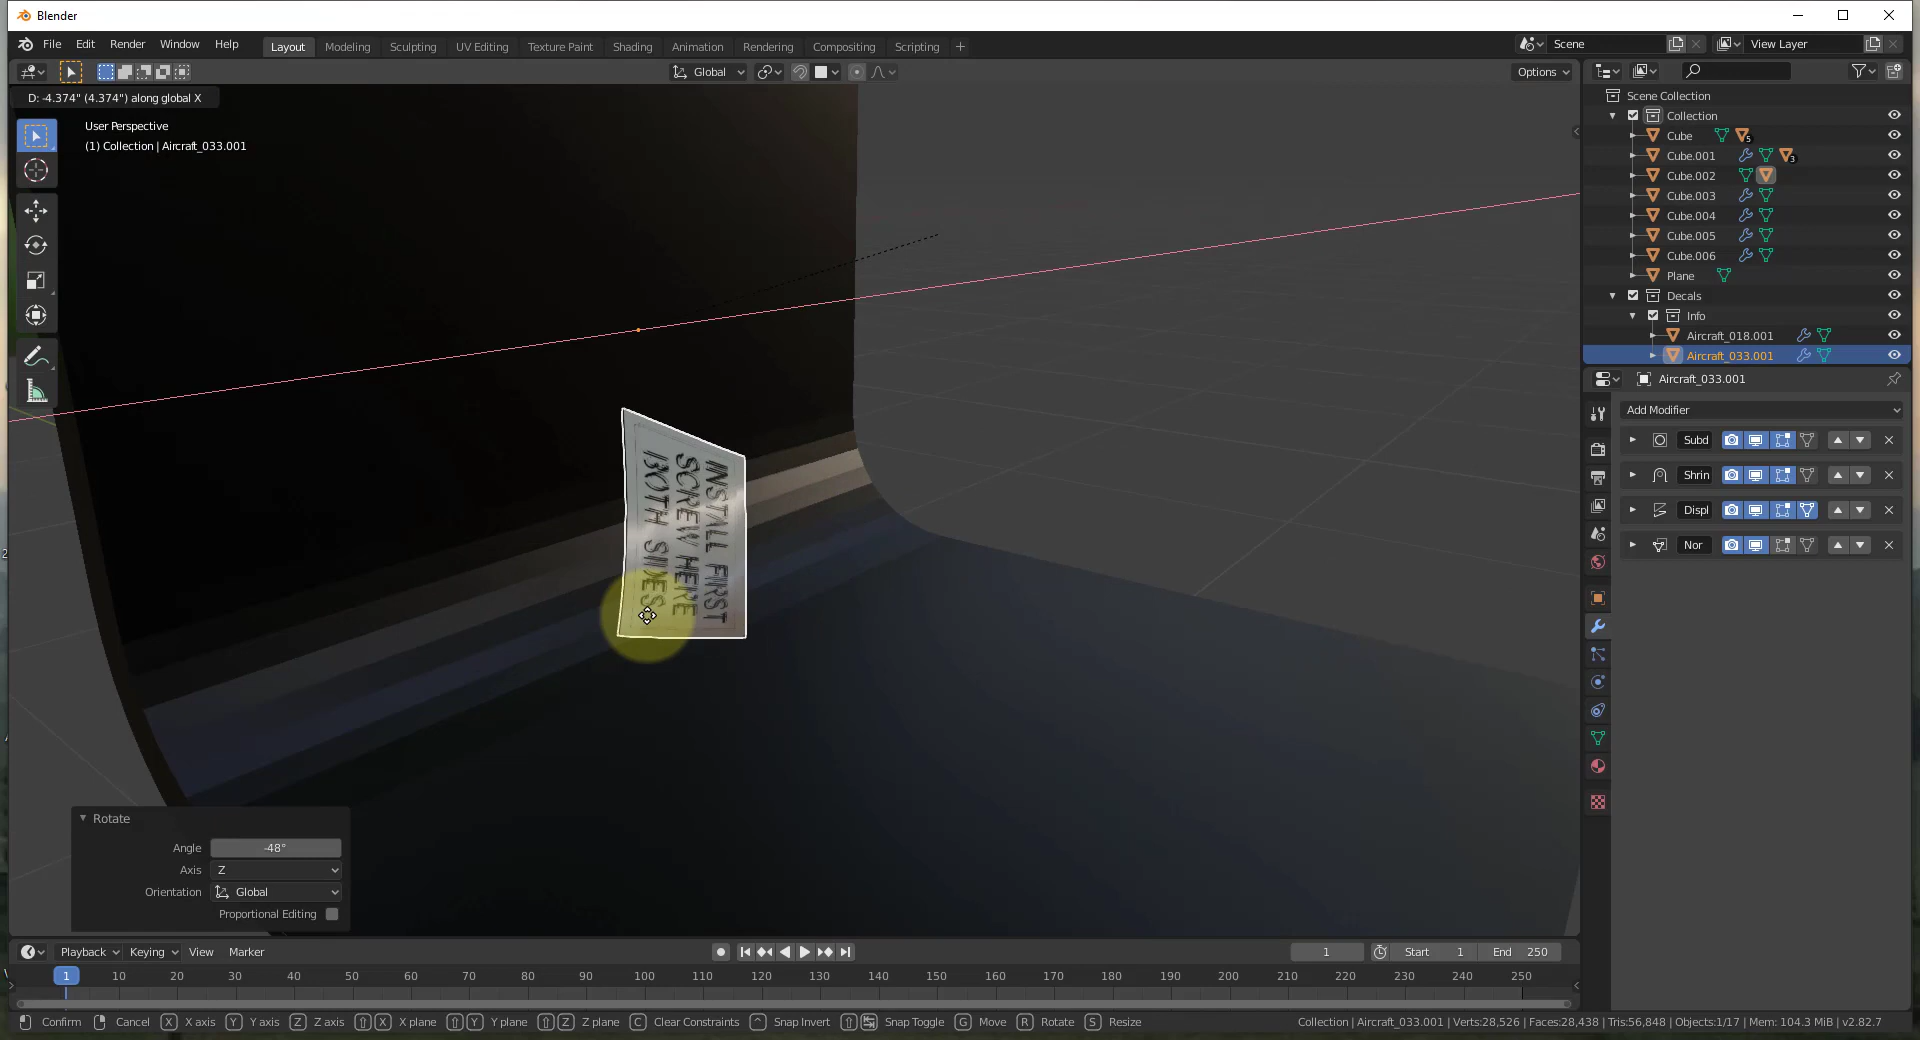 Blender
File Edit Render Window Help
Layout Modeling Sculpting UV Editing Texture Paint Shading Animation Rendering Compositing Scripting +
Scene View Layer
Global Options
D: -4.374" (4.374") along global X
User Perspective
(1) Collection | Aircraft_033.001
INSTALL FIRST
SCREW HERE
BOTH SIDES
Rotate
Angle -48°
Axis Z
Orientation Global
Proportional Editing
Scene Collection
Collection
Cube 5
Cube.001 3
Cube.002
Cube.003
Cube.004
Cube.005
Cube.006
Plane
Decals
Info
Aircraft_018.001
Aircraft_033.001
Aircraft_033.001
Add Modifier
Subd
Shrin
Displ
Nor
Playback Keying View Marker 1 Start 1 End 250
1 10 20 30 40 50 60 70 80 90 100 110 120 130 140 150 160 170 180 190 200 210 220 230 240 250
Confirm Cancel X X axis Y Y axis Z Z axis X X plane Y Y plane Z Z plane C Clear Constraints ^ Snap Invert Snap Toggle G Move R Rotate S Resize Collection | Aircraft_033.001 | Verts:28,526 | Faces:28,438 | Tris:56,848 | Objects:1/17 | Mem: 104.3 MiB | v2.82.7